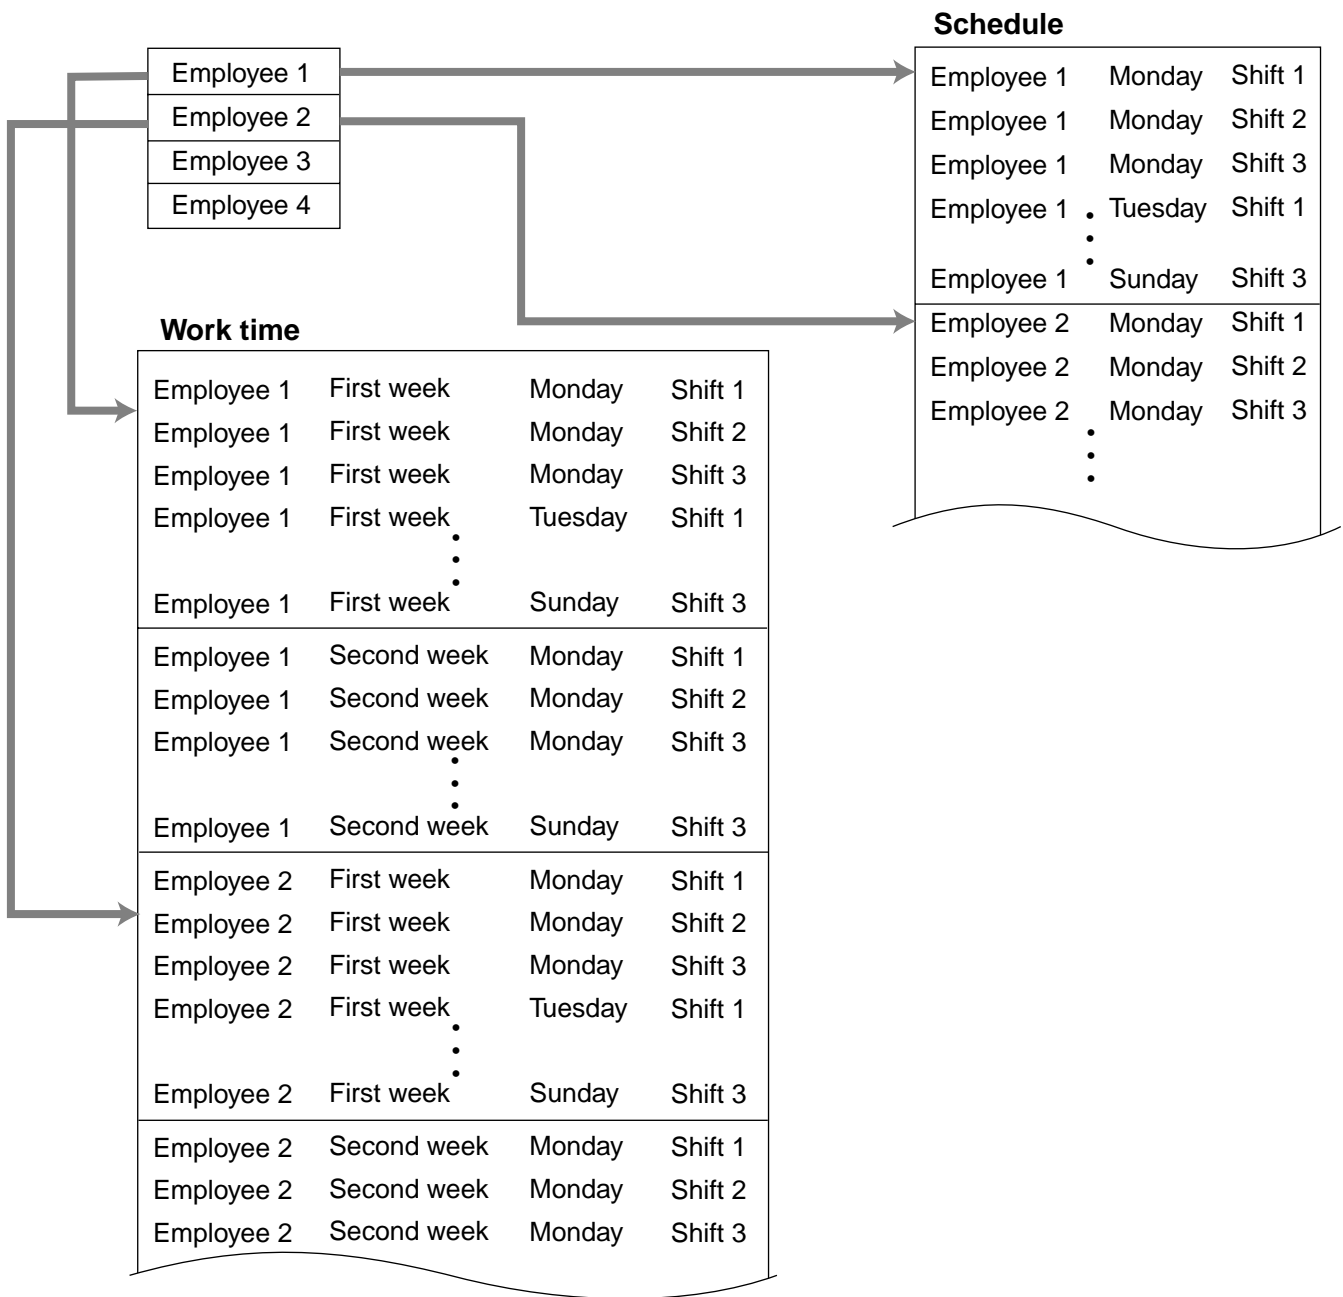 Schedule
Employee 1
Employee 2
Employee 3
Employee 4
Employee 1 Monday Shift 1
Employee 1 Monday Shift 2
Employee 1 Monday Shift 3
Employee 1 Tuesday Shift 1
Employee 1 Sunday Shift 3
Employee 2 Monday Shift 1
Employee 2 Monday Shift 2
Employee 2 Monday Shift 3
Work time
Employee 1 First week Monday Shift 1
Employee 1 First week Monday Shift 2
Employee 1 First week Monday Shift 3
Employee 1 First week Tuesday Shift 1
Employee 1 First week Sunday Shift 3
Employee 1 Second week Monday Shift 1
Employee 1 Second week Monday Shift 2
Employee 1 Second week Monday Shift 3
Employee 1 Second week Sunday Shift 3
Employee 2 First week Monday Shift 1
Employee 2 First week Monday Shift 2
Employee 2 First week Monday Shift 3
Employee 2 First week Tuesday Shift 1
Employee 2 First week Sunday Shift 3
Employee 2 Second week Monday Shift 1
Employee 2 Second week Monday Shift 2
Employee 2 Second week Monday Shift 3